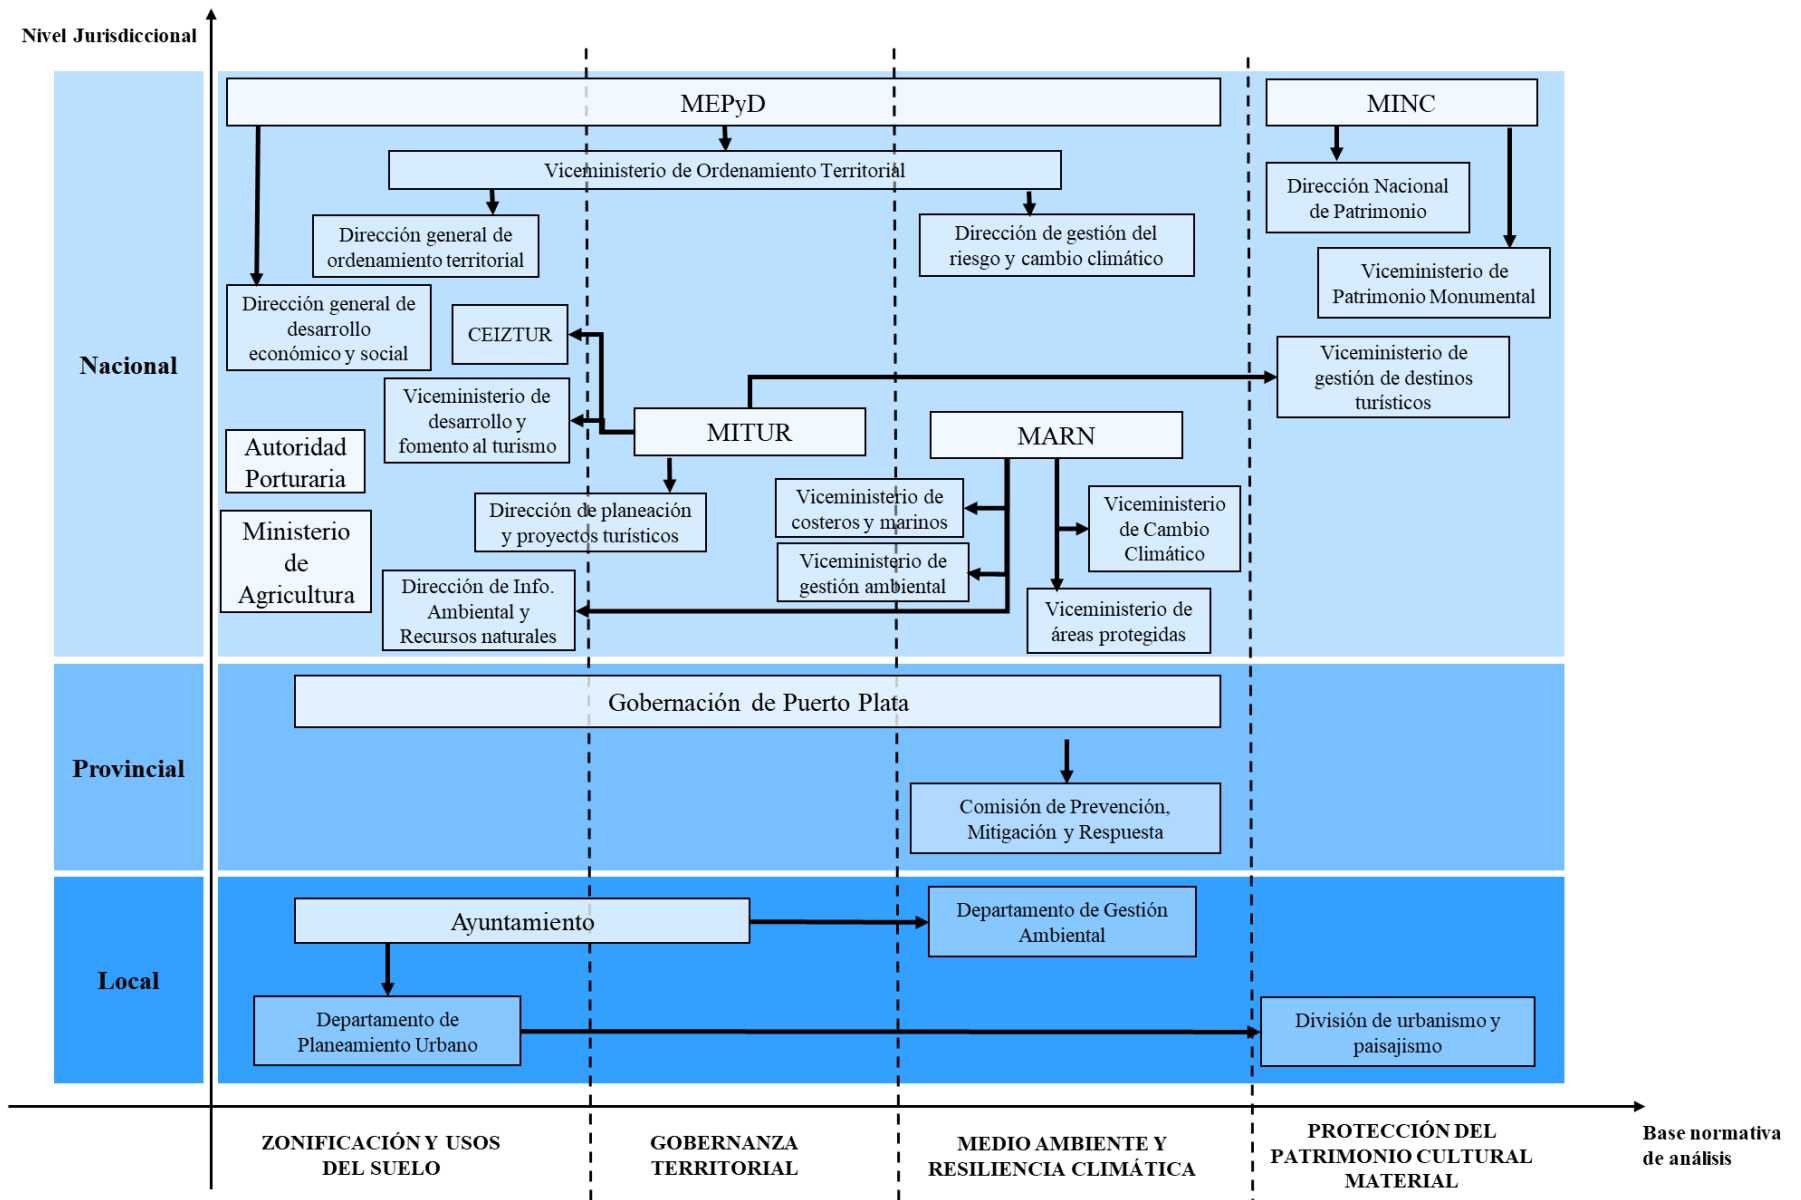 Nivel Jurisdiccional
MEPyD
MINC
Viceministerio de Ordenamiento Territorial
Dirección Nacional
de Patrimonio
Dirección general de
ordenamiento territorial
Dirección de gestión del
riesgo y cambio climático
Viceministerio de
Patrimonio Monumental
Dirección general de
desarrollo
económico y social
CEIZTUR
Viceministerio de
gestión de destinos
turísticos
Nacional
Viceministerio de
desarrollo y
fomento al turismo
MITUR
MARN
Autoridad
Porturaria
Dirección de planeación
y proyectos turísticos
Viceministerio de
costeros y marinos
Viceministerio
de Cambio
Climático
Ministerio
de
Agricultura
Viceministerio de
gestión ambiental
Dirección de Info.
Ambiental y
Recursos naturales
Viceministerio de
áreas protegidas
Gobernación de Puerto Plata
Provincial
Comisión de Prevención,
Mitigación y Respuesta
Ayuntamiento
Departamento de Gestión
Ambiental
Local
Departamento de
Planeamiento Urbano
División de urbanismo y
paisajismo
ZONIFICACIÓN Y USOS
DEL SUELO
GOBERNANZA
TERRITORIAL
MEDIO AMBIENTE Y
RESILIENCIA CLIMÁTICA
PROTECCIÓN DEL
PATRIMONIO CULTURAL
MATERIAL
Base normativa
de análisis